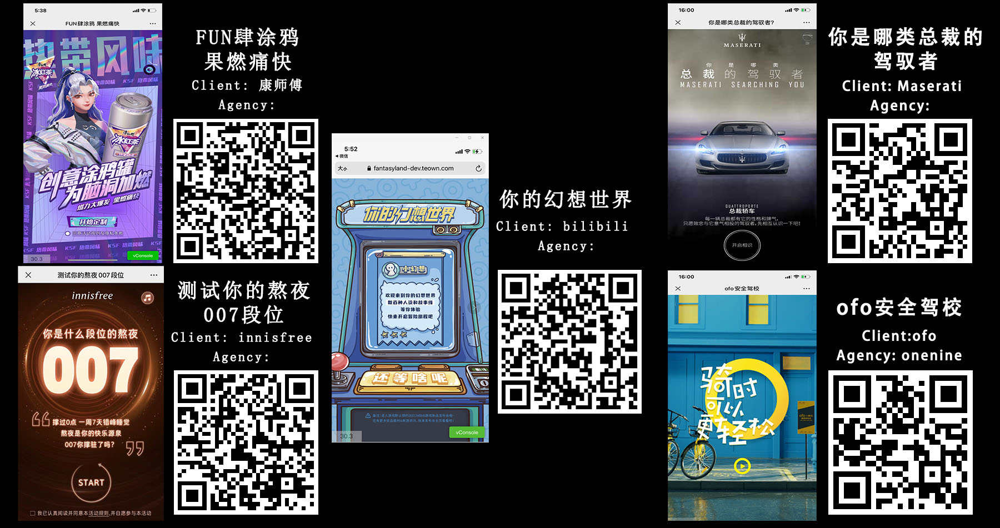 5:38
FUN肆涂鸦 果燃痛快
热带风味
康师傅
冰红茶
KSF 热带风味
康师傅
冰红茶
创意涂鸦罐
为脑洞加燃
燃力大爆发 果燃痛快
开始定制
KSF 热带风味
30.3
vConsole
FUN肆涂鸦
果燃痛快
Client: 康师傅
Agency:
测试你的熬夜007段位
innisfree
你是什么段位的熬夜
007
撑过0点 一周7天错峰睡觉
熬夜是你的快乐源泉
007你撑驻了吗?
START
我已认真阅读并同意本活动规则,并自愿参与本活动
测试你的熬夜
007段位
Client: innisfree
Agency:
5:52
微信
大小
fantasyland-dev.teown.com
你的幻想世界
小幻想
欢迎来到你的幻想世界
数百种人设和故事线
等你体验
快来开启冒险旅程吧
还等啥呢
30.3
vConsole
你的幻想世界
Client: bilibili
Agency:
16:00
你是哪类总裁的驾驭者?
MASERATI
你是哪类
总裁的驾驭者
MASERATI SEARCHING YOU
QUATTROPORTE
总裁轿车
每一辆总裁都有它的性格和脾气,
只愿效忠与它意气相投的驾驭者,先相互认识一下吧!
开启相识
你是哪类总裁的
驾驭者
Client: Maserati
Agency:
16:00
ofo安全驾校
骑时
可以
更轻松
ofo安全驾校
Client:ofo
Agency: onenine